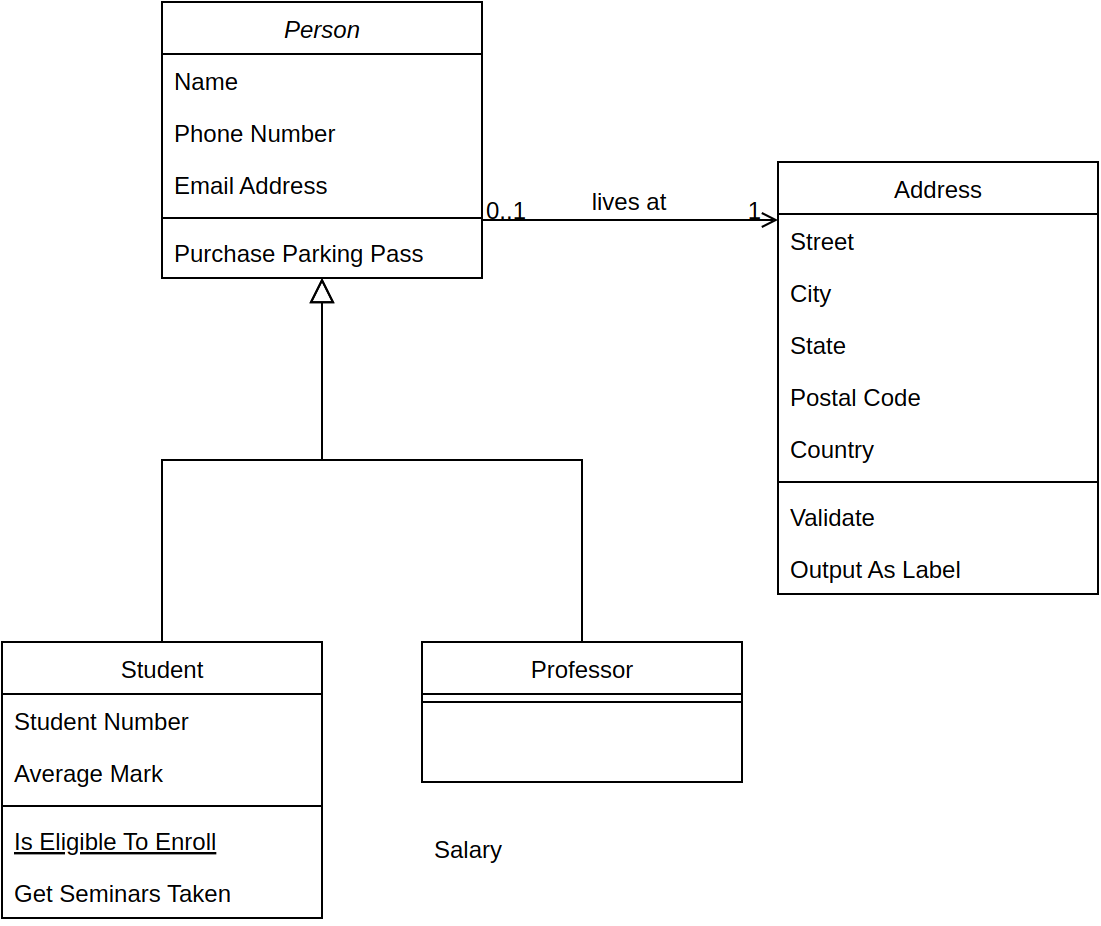 Person
Name
Phone Number
Email Address
Purchase Parking Pass
0..1
lives at
1
Address
Street
City
State
Postal Code
Country
Validate
Output As Label
Student
Student Number
Average Mark
Is Eligible To Enroll
Get Seminars Taken
Professor
Salary